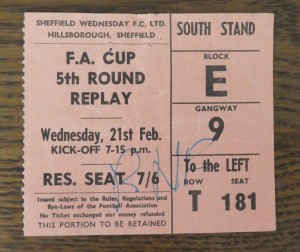 SHEFFIELD WEDNESDAY F.C. LTD.
HILLSBOROUGH, SHEFFIELD
F.A. CUP
5th ROUND
REPLAY
Wednesday, 21st Feb.
KICK-OFF 7-15 p.m.
RES. SEAT 7/6
Issued subject to the Rules, Regulations and
Bye-Laws of the Football Association
No Ticket exchanged nor money refunded
THIS PORTION TO BE RETAINED
SOUTH STAND
BLOCK
E
GANGWAY
9
To the LEFT
ROW SEAT
T 181